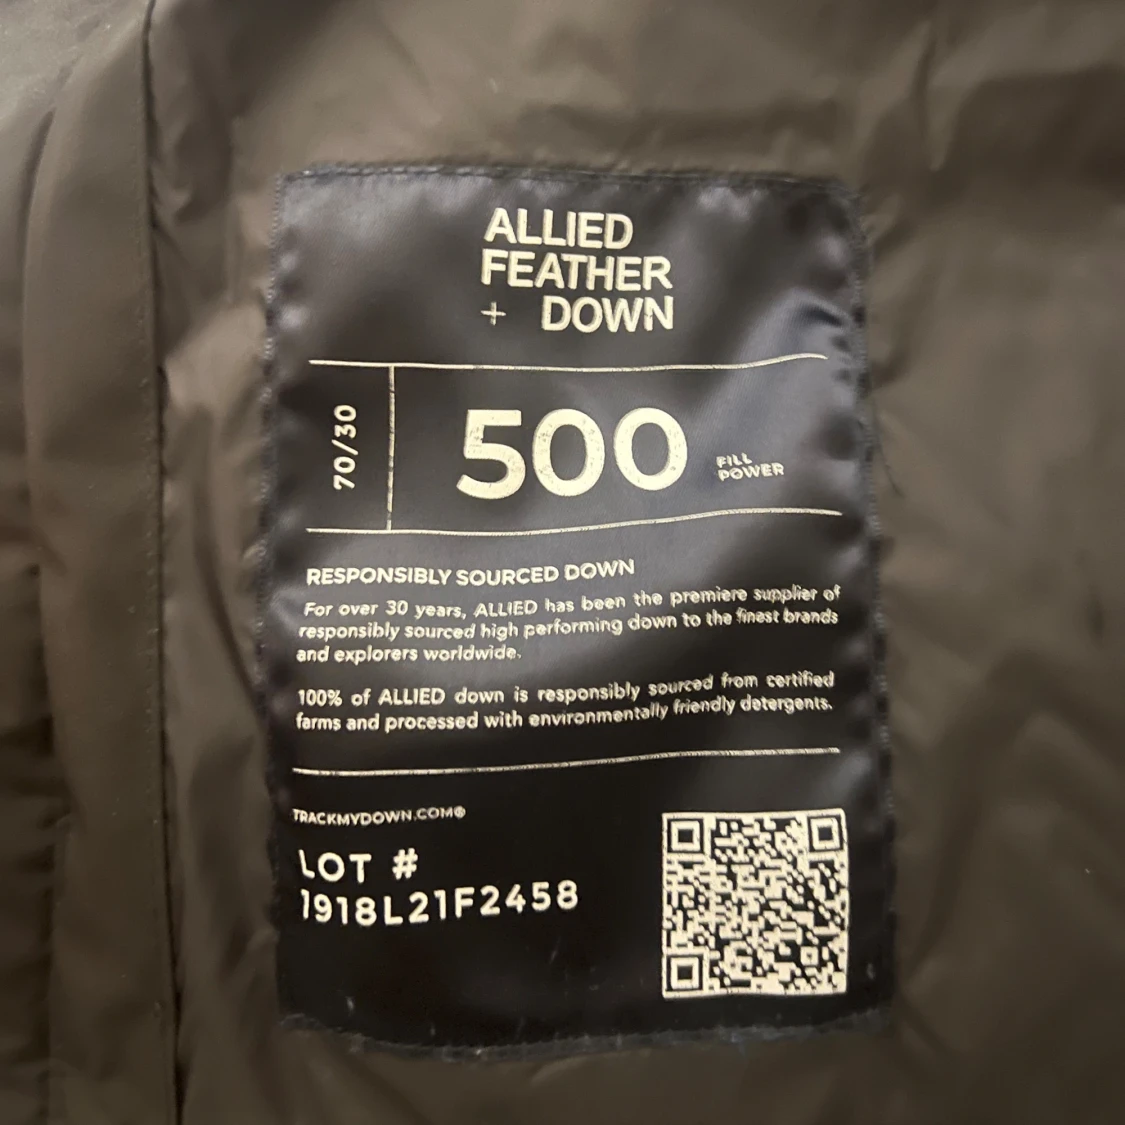 ALLIED
FEATHER
+ DOWN
70/30
500
FILL
POWER
RESPONSIBLY SOURCED DOWN
For over 30 years, ALLIED has been the premiere supplier of
responsibly sourced high performing down to the finest brands
and explorers worldwide.
100% of ALLIED down is responsibly sourced from certified
farms and processed with environmentally friendly detergents.
TRACKMYDOWN.COM®
LOT #
1918L21F2458